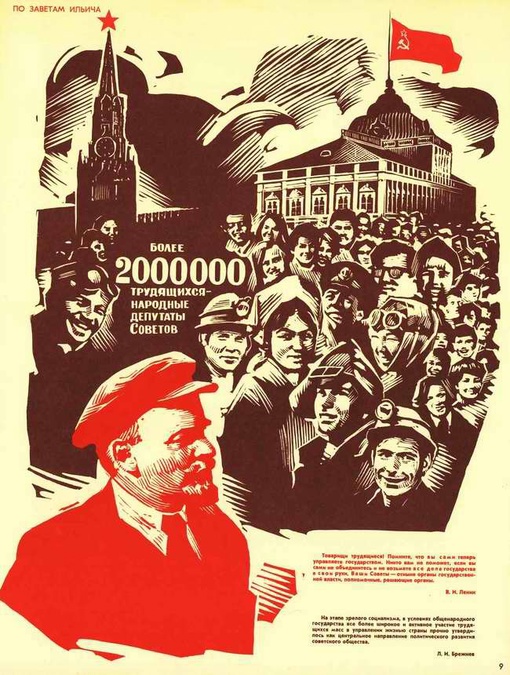 ПО ЗАВЕТАМ ИЛЬИЧА
БОЛЕЕ
2000000
ТРУДЯЩИХСЯ-
НАРОДНЫЕ
ДЕПУТАТЫ
СОВЕТОВ
Товарищи трудящиеся! Помните, что вы сами теперь
управляете государством. Никто вам не поможет, если вы
сами не объединитесь и не возьмете все дела государства
в свои руки. Ваши Советы — отныне органы государствен-
ной власти, полномочные, решающие органы.
В. И. Ленин
На этапе зрелого социализма, в условиях общенародного
государства все более широкое и активное участие трудя-
щихся масс в управлении жизнью страны прочно утверди-
лось как центральное направление политического развития
советского общества.
Л. И. Брежнев
9